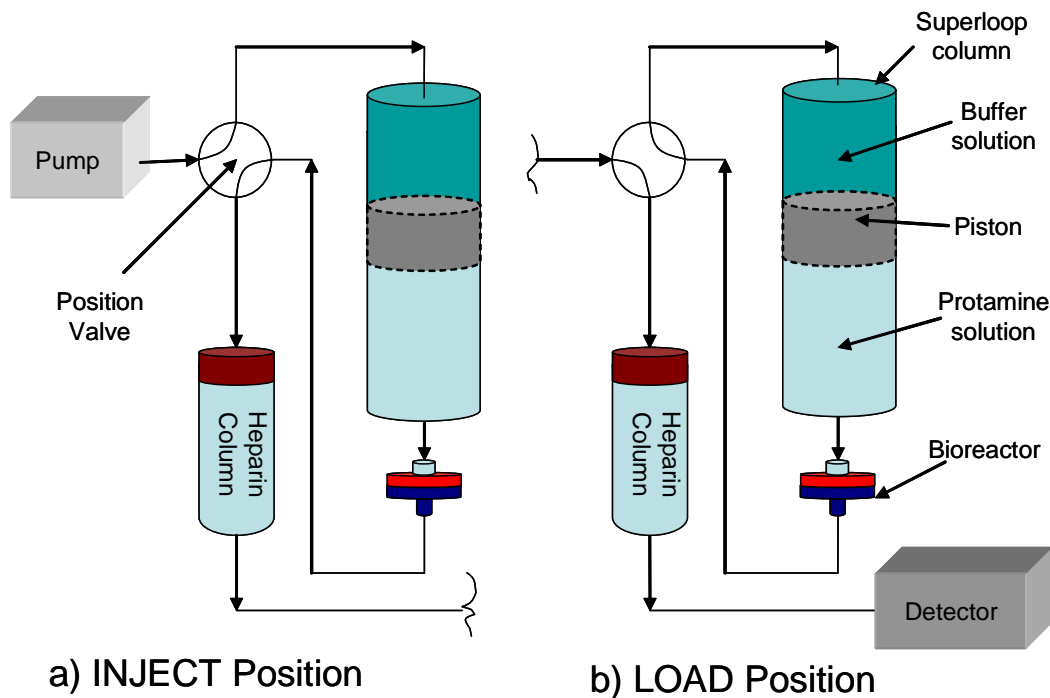 Pump
Position
Valve
Heparin
Column
a) INJECT Position
Superloop
column
Buffer
solution
Piston
Protamine
solution
Heparin
Column
Bioreactor
Detector
b) LOAD Position